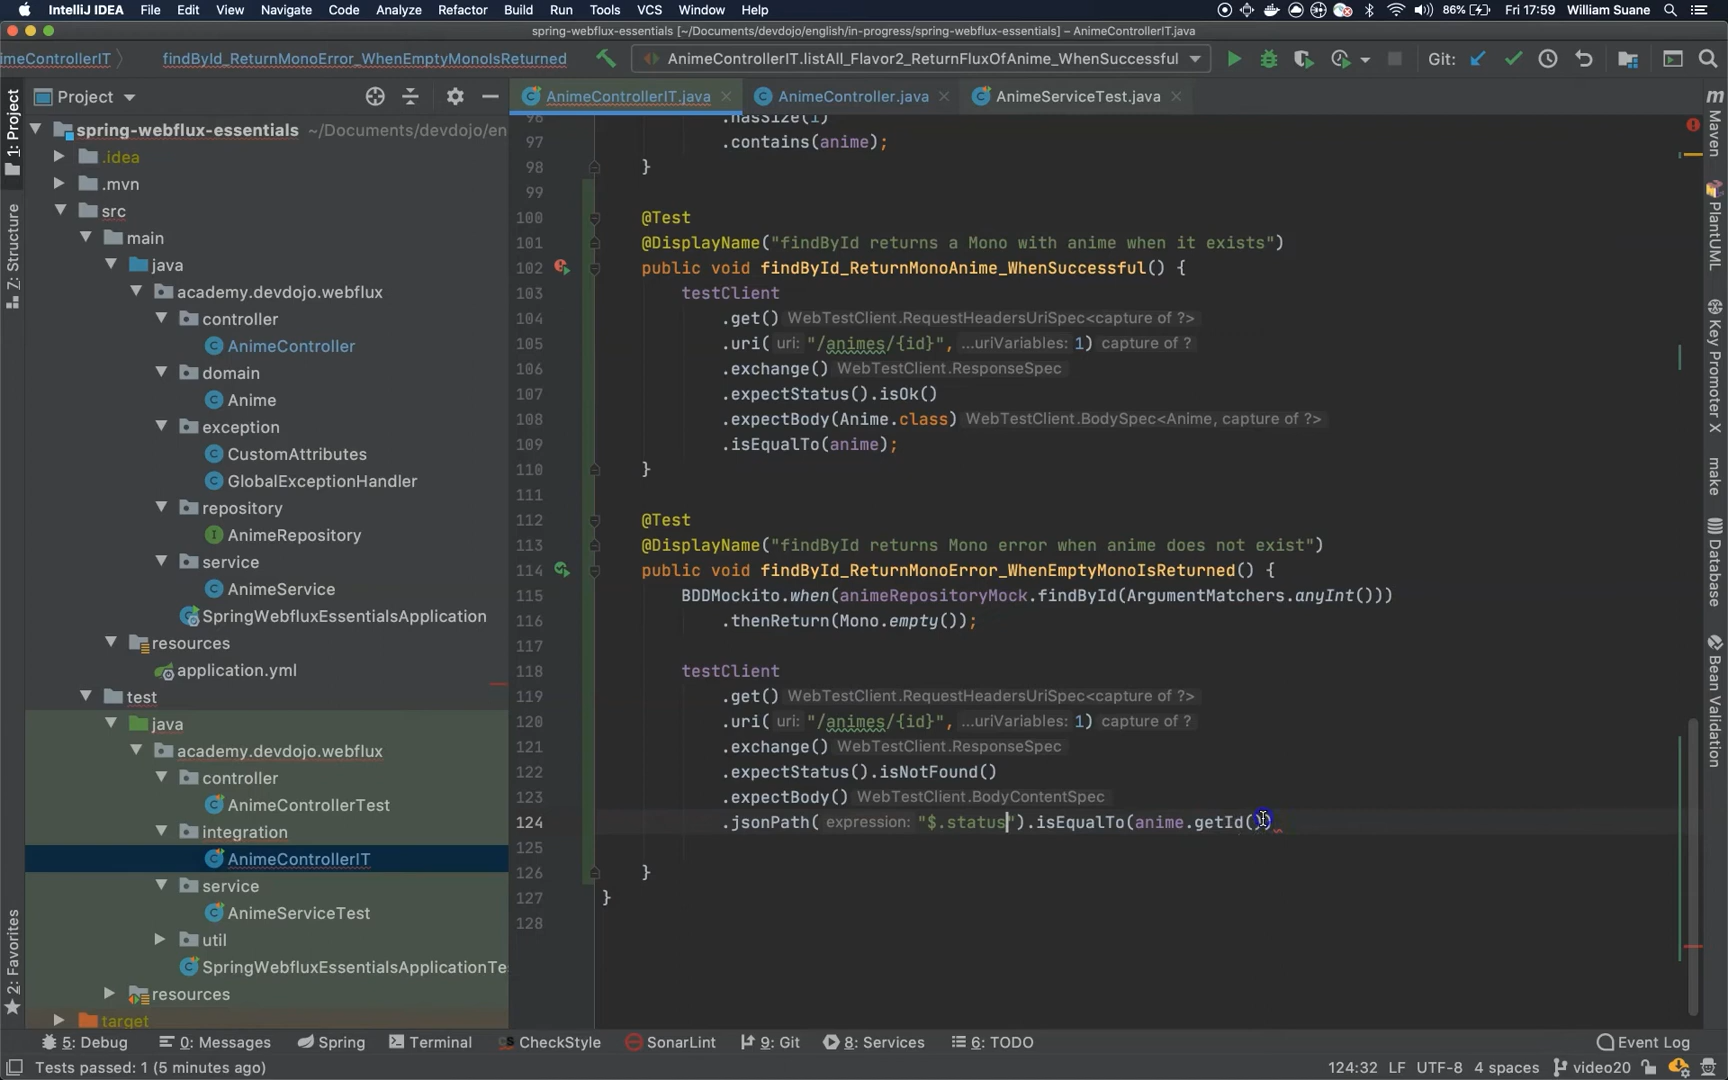 IntelliJ IDEA File Edit View Navigate Code Analyze Refactor Build Run Tools VCS Window Help 86% Fri 17:59 William Suane
spring-webflux-essentials [~/Documents/devdojo/english/in-progress/spring-webflux-essentials] – AnimeControllerIT.java
imeControllerIT findById_ReturnMonoError_WhenEmptyMonoIsReturned AnimeControllerIT.listAll_Flavor2_ReturnFluxOfAnime_WhenSuccessful Git:
Project AnimeControllerIT.java AnimeController.java AnimeServiceTest.java
1: Project
7: Structure
2: Favorites
spring-webflux-essentials ~/Documents/devdojo/en
.idea
.mvn
src
main
java
academy.devdojo.webflux
controller
AnimeController
domain
Anime
exception
CustomAttributes
GlobalExceptionHandler
repository
AnimeRepository
service
AnimeService
SpringWebfluxEssentialsApplication
resources
application.yml
test
java
academy.devdojo.webflux
controller
AnimeControllerTest
integration
AnimeControllerIT
service
AnimeServiceTest
util
SpringWebfluxEssentialsApplicationTe
resources
target
96 .hasSize(1)
97 .contains(anime);
98 }
99
100 @Test
101 @DisplayName("findById returns a Mono with anime when it exists")
102 public void findById_ReturnMonoAnime_WhenSuccessful() {
103 testClient
104 .get() WebTestClient.RequestHeadersUriSpec<capture of ?>
105 .uri( uri: "/animes/{id}", ...uriVariables: 1) capture of ?
106 .exchange() WebTestClient.ResponseSpec
107 .expectStatus().isOk()
108 .expectBody(Anime.class) WebTestClient.BodySpec<Anime, capture of ?>
109 .isEqualTo(anime);
110 }
111
112 @Test
113 @DisplayName("findById returns Mono error when anime does not exist")
114 public void findById_ReturnMonoError_WhenEmptyMonoIsReturned() {
115 BDDMockito.when(animeRepositoryMock.findById(ArgumentMatchers.anyInt()))
116 .thenReturn(Mono.empty());
117
118 testClient
119 .get() WebTestClient.RequestHeadersUriSpec<capture of ?>
120 .uri( uri: "/animes/{id}", ...uriVariables: 1) capture of ?
121 .exchange() WebTestClient.ResponseSpec
122 .expectStatus().isNotFound()
123 .expectBody() WebTestClient.BodyContentSpec
124 .jsonPath( expression: "$.status").isEqualTo(anime.getId())
125
126 }
127 }
128
Maven
PlantUML
Key Promoter X
make
Database
Bean Validation
5: Debug 0: Messages Spring Terminal CheckStyle SonarLint 9: Git 8: Services 6: TODO Event Log
Tests passed: 1 (5 minutes ago) 124:32 LF UTF-8 4 spaces video20